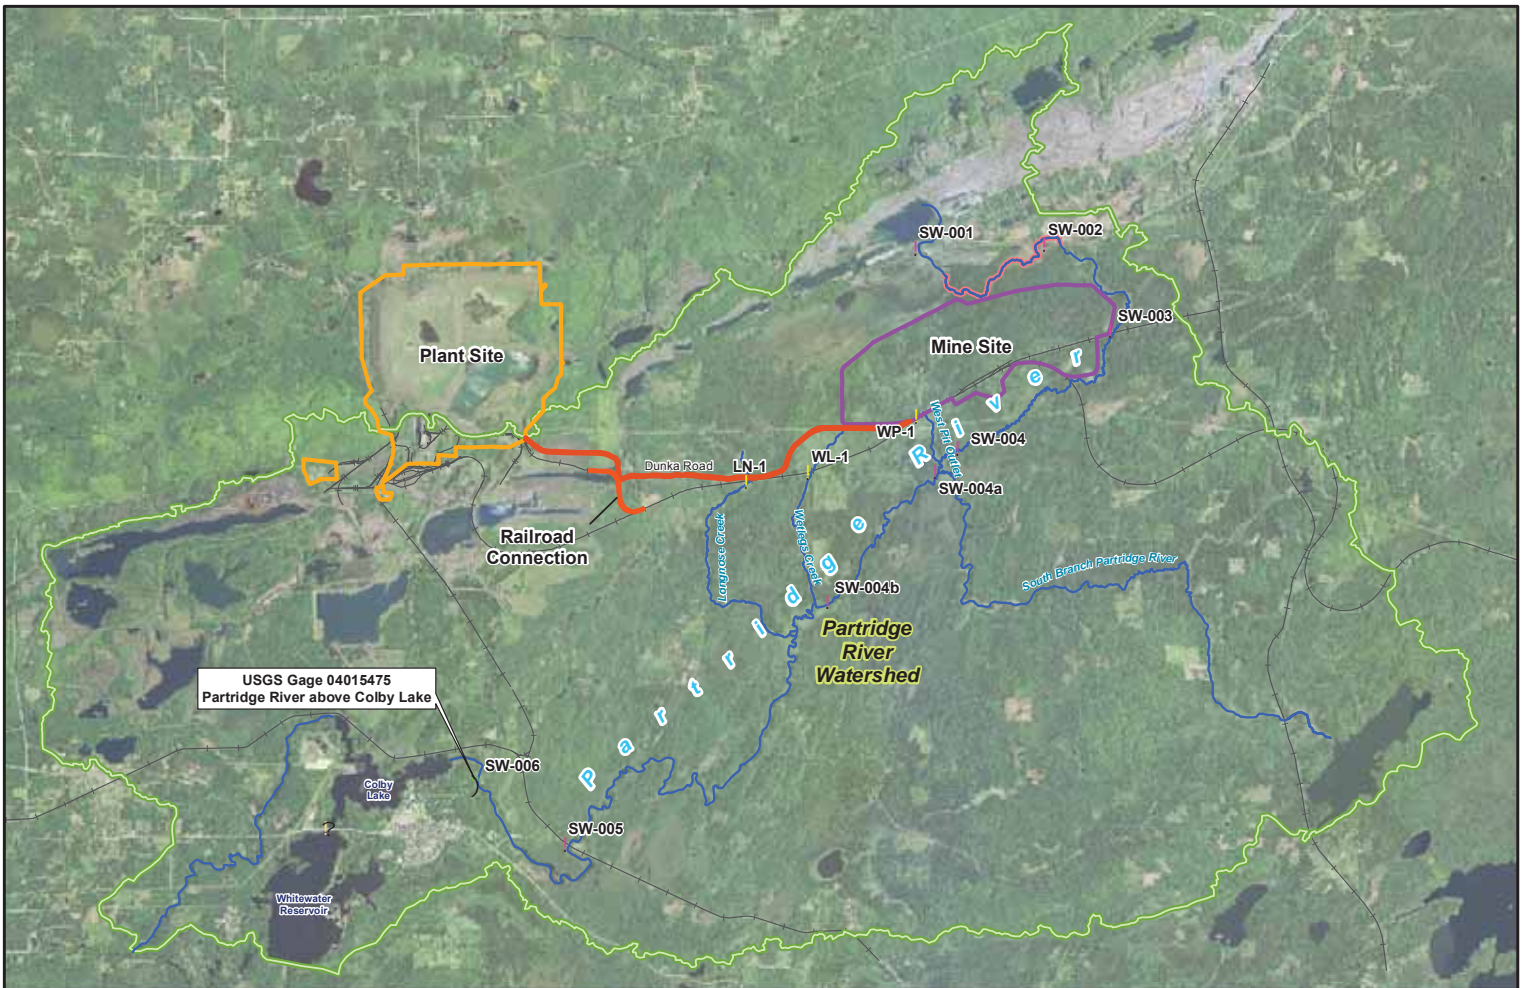 SW-001
SW-002
SW-003
Mine Site
Plant Site
WP-1
West Pit Outlet
SW-004
Dunka Road
LN-1
WL-1
SW-004a
Railroad
Connection
Longnose Creek
Wetlegs Creek
South Branch Partridge River
SW-004b
Partridge
River
Watershed
Partridge River
USGS Gage 04015475
Partridge River above Colby Lake
SW-006
Colby
Lake
SW-005
Whitewater
Reservoir